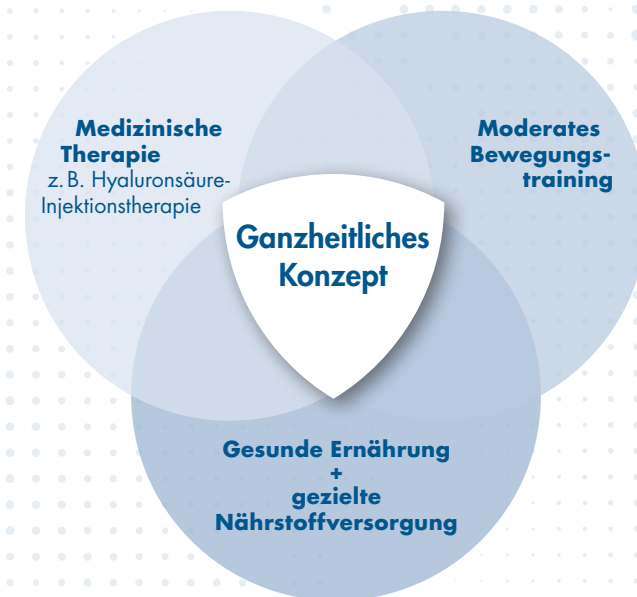 Medizinische
Therapie
z. B. Hyaluronsäure-
Injektionstherapie
Moderates
Bewegungs-
training
Ganzheitliches
Konzept
Gesunde Ernährung
+
gezielte
Nährstoffversorgung